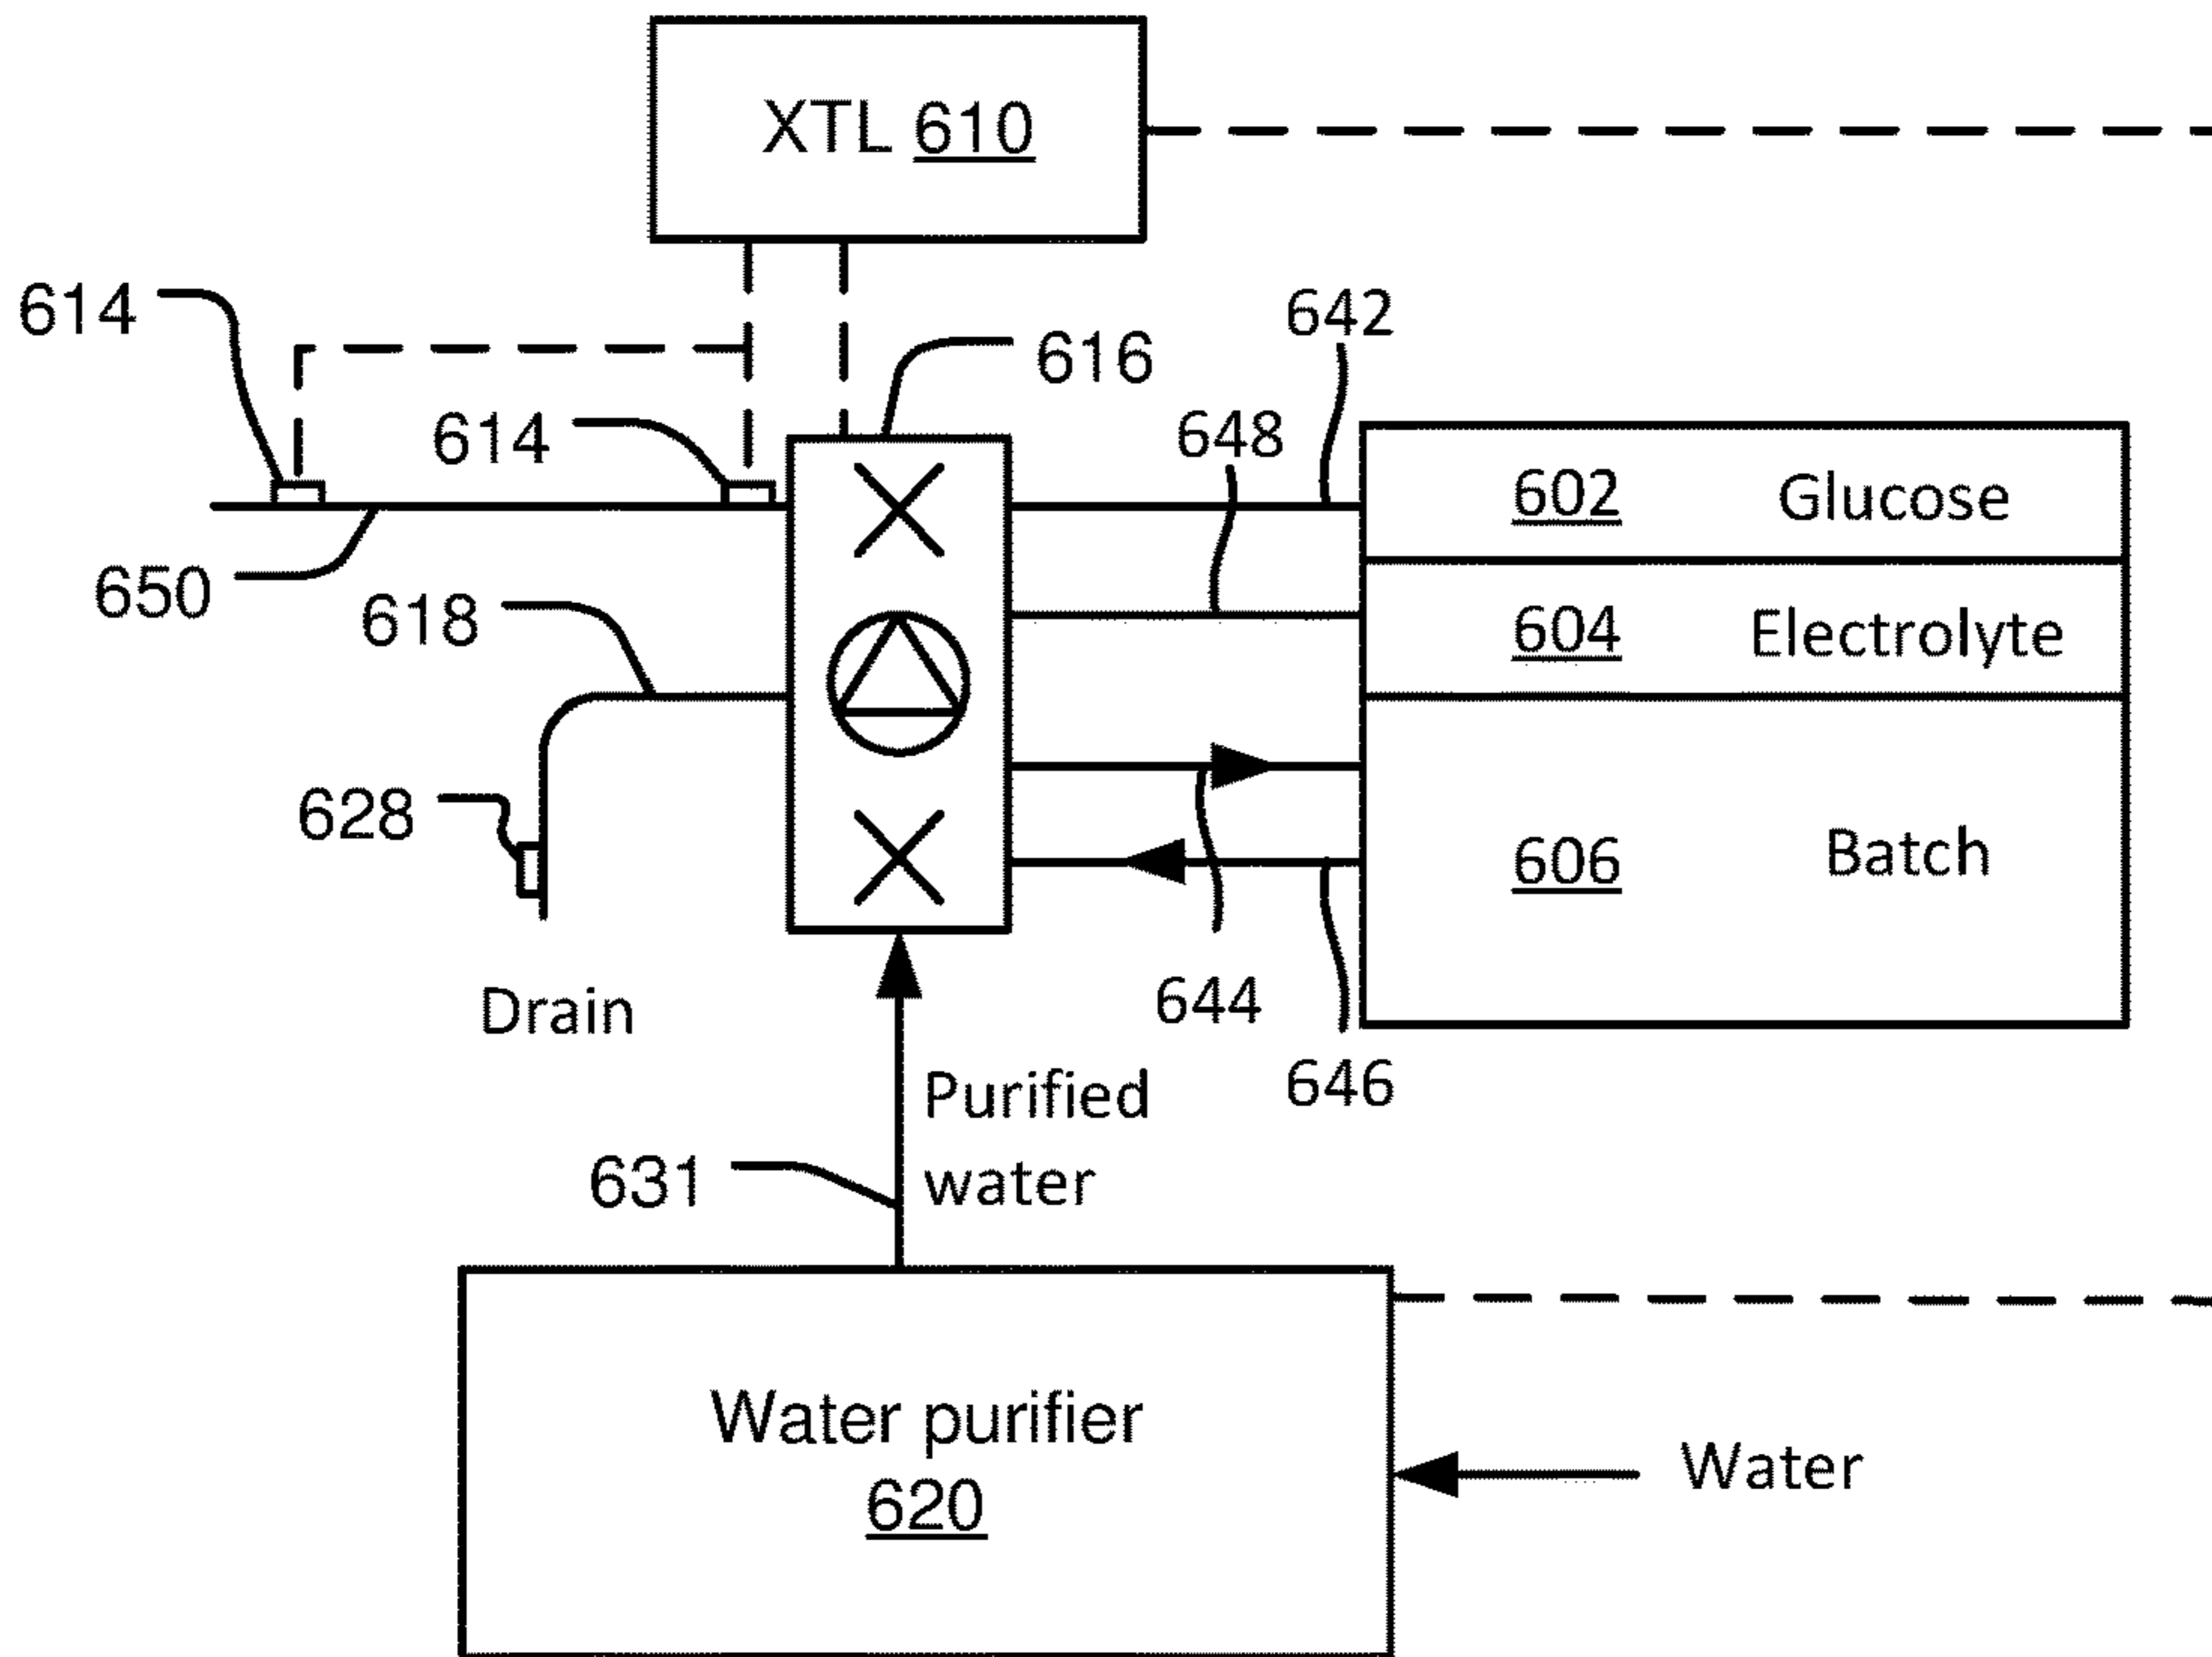 XTL 610
614
642
616
614
648
602 Glucose
650
618
604 Electrolyte
628
606 Batch
644
Drain
646
Purified
water
631
Water purifier
620
Water